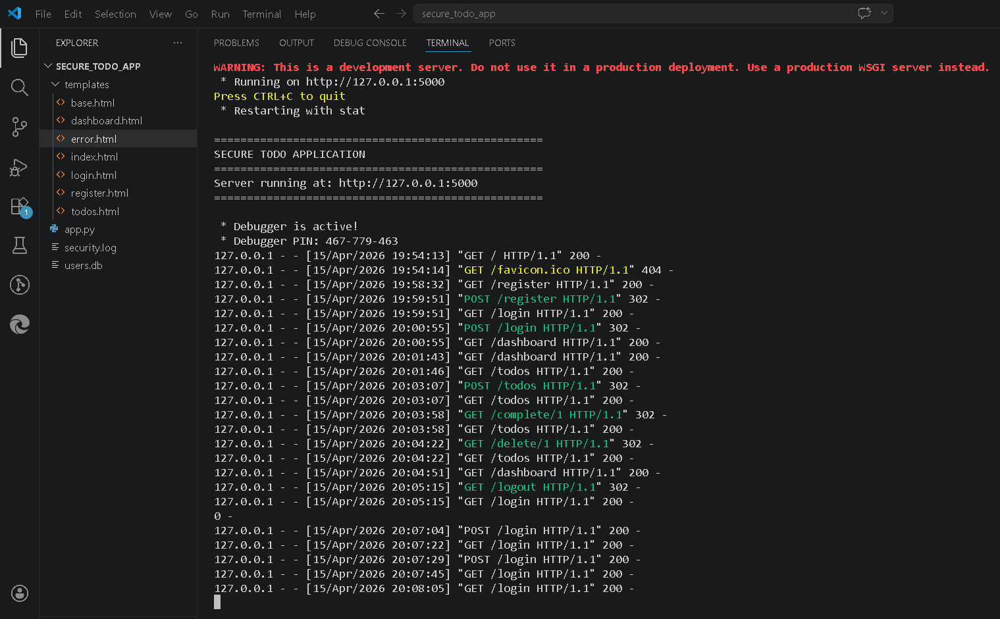 File Edit Selection View Go Run Terminal Help
secure_todo_app
EXPLORER
SECURE_TODO_APP
templates
base.html
dashboard.html
error.html
index.html
login.html
register.html
todos.html
app.py
security.log
users.db
1
PROBLEMS OUTPUT DEBUG CONSOLE TERMINAL PORTS
WARNING: This is a development server. Do not use it in a production deployment. Use a production WSGI server instead.
* Running on http://127.0.0.1:5000
Press CTRL+C to quit
* Restarting with stat
==================================================
SECURE TODO APPLICATION
==================================================
Server running at: http://127.0.0.1:5000
==================================================
* Debugger is active!
* Debugger PIN: 467-779-463
127.0.0.1 - - [15/Apr/2026 19:54:13] "GET / HTTP/1.1" 200 -
127.0.0.1 - - [15/Apr/2026 19:54:14] "GET /favicon.ico HTTP/1.1" 404 -
127.0.0.1 - - [15/Apr/2026 19:58:32] "GET /register HTTP/1.1" 200 -
127.0.0.1 - - [15/Apr/2026 19:59:51] "POST /register HTTP/1.1" 302 -
127.0.0.1 - - [15/Apr/2026 19:59:51] "GET /login HTTP/1.1" 200 -
127.0.0.1 - - [15/Apr/2026 20:00:55] "POST /login HTTP/1.1" 302 -
127.0.0.1 - - [15/Apr/2026 20:00:55] "GET /dashboard HTTP/1.1" 200 -
127.0.0.1 - - [15/Apr/2026 20:01:43] "GET /dashboard HTTP/1.1" 200 -
127.0.0.1 - - [15/Apr/2026 20:01:46] "GET /todos HTTP/1.1" 200 -
127.0.0.1 - - [15/Apr/2026 20:03:07] "POST /todos HTTP/1.1" 302 -
127.0.0.1 - - [15/Apr/2026 20:03:07] "GET /todos HTTP/1.1" 200 -
127.0.0.1 - - [15/Apr/2026 20:03:58] "GET /complete/1 HTTP/1.1" 302 -
127.0.0.1 - - [15/Apr/2026 20:03:58] "GET /todos HTTP/1.1" 200 -
127.0.0.1 - - [15/Apr/2026 20:04:22] "GET /delete/1 HTTP/1.1" 302 -
127.0.0.1 - - [15/Apr/2026 20:04:22] "GET /todos HTTP/1.1" 200 -
127.0.0.1 - - [15/Apr/2026 20:04:51] "GET /dashboard HTTP/1.1" 200 -
127.0.0.1 - - [15/Apr/2026 20:05:15] "GET /logout HTTP/1.1" 302 -
127.0.0.1 - - [15/Apr/2026 20:05:15] "GET /login HTTP/1.1" 200 -
0 -
127.0.0.1 - - [15/Apr/2026 20:07:04] "POST /login HTTP/1.1" 200 -
127.0.0.1 - - [15/Apr/2026 20:07:22] "GET /login HTTP/1.1" 200 -
127.0.0.1 - - [15/Apr/2026 20:07:29] "POST /login HTTP/1.1" 200 -
127.0.0.1 - - [15/Apr/2026 20:07:45] "GET /login HTTP/1.1" 200 -
127.0.0.1 - - [15/Apr/2026 20:08:05] "GET /login HTTP/1.1" 200 -